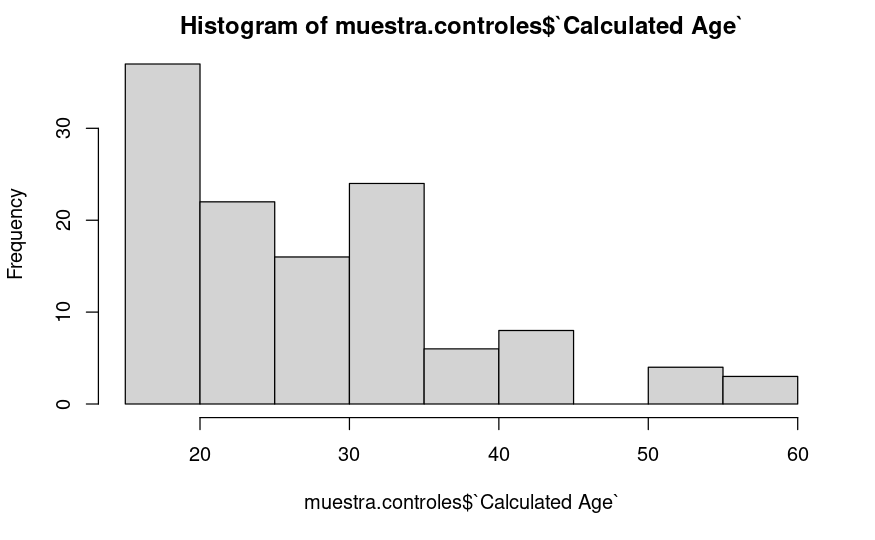 Histogram of muestra.controles$`Calculated Age`
Frequency
30
20
10
0
20 30 40 50 60
muestra.controles$`Calculated Age`